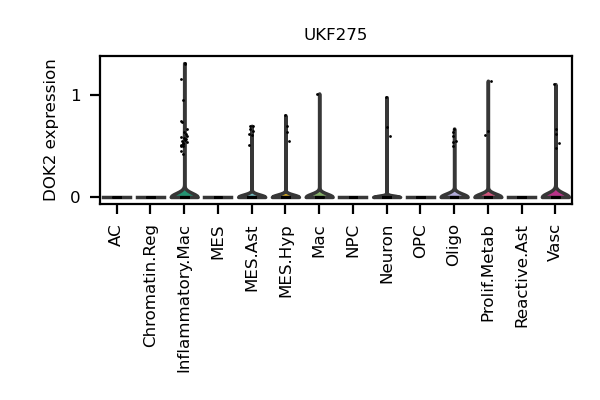 UKF275
DOK2 expression
1
0
AC
Chromatin.Reg
Inflammatory.Mac
MES
MES.Ast
MES.Hyp
Mac
NPC
Neuron
OPC
Oligo
Prolif.Metab
Reactive.Ast
Vasc